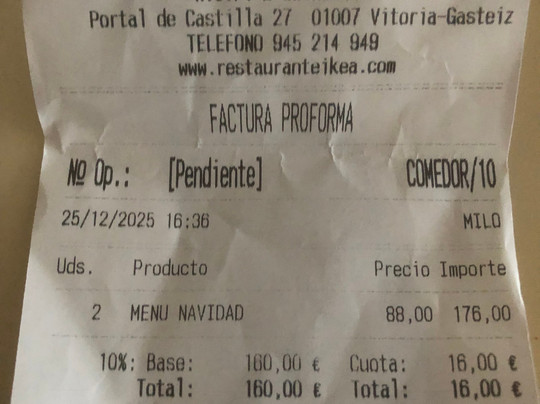 Portal de Castilla 27 01007 Vitoria-Gasteiz
TELEFONO 945 214 949
www.restauranteikea.com
FACTURA PROFORMA
Nº Op.: [Pendiente] COMEDOR/10
25/12/2025 16:36 MILO
Uds. Producto Precio Importe
2 MENU NAVIDAD 88,00 176,00
10%: Base: 160,00 € Cuota: 16,00 €
Total: 160,00 € Total: 16,00 €